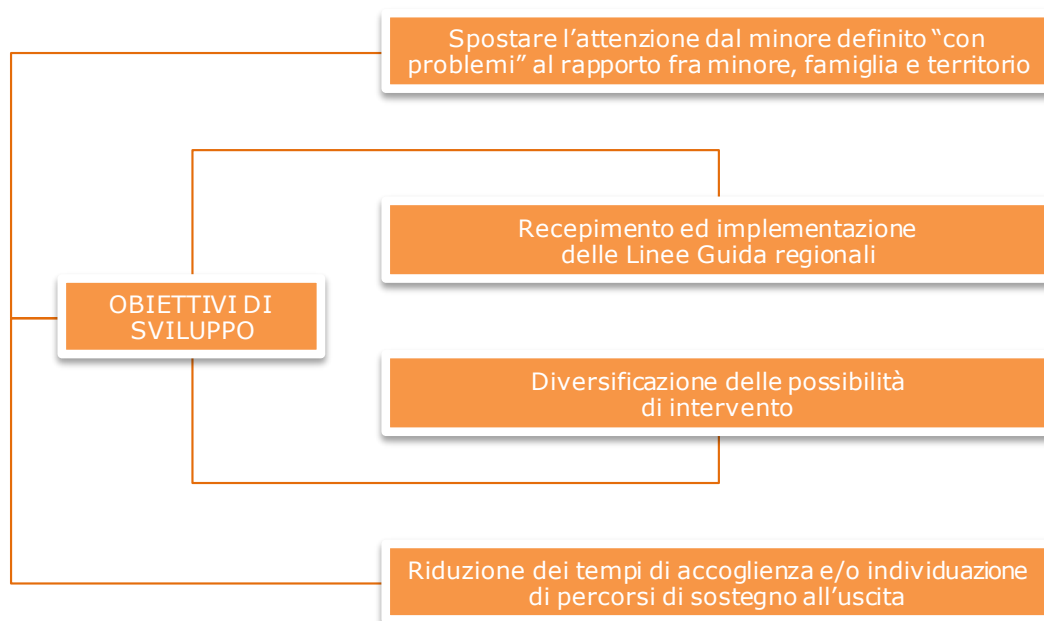 Spostare l’attenzione dal minore definito “con
problemi” al rapporto fra minore, famiglia e territorio
Recepimento ed implementazione
delle Linee Guida regionali
OBIETTIVI DI
SVILUPPO
Diversificazione delle possibilità
di intervento
Riduzione dei tempi di accoglienza e/o individuazione
di percorsi di sostegno all’uscita